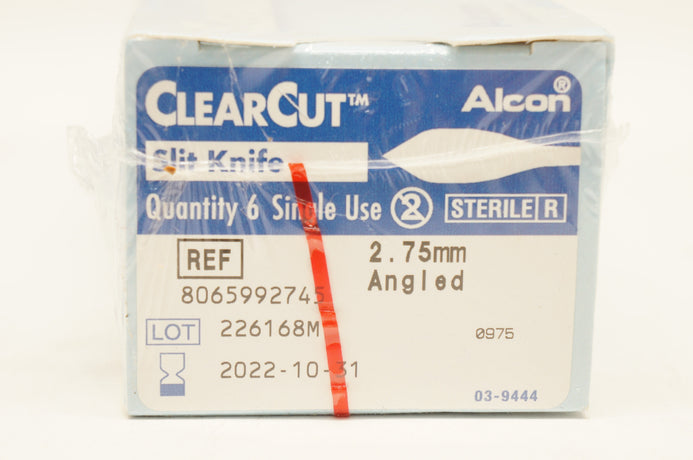 CLEARCUT™ Alcon®
Slit Knife
Quantity 6 Single Use 2 STERILE R
REF 2.75mm
8065992745 Angled
LOT 226168M 0975
2022-10-31
03-9444